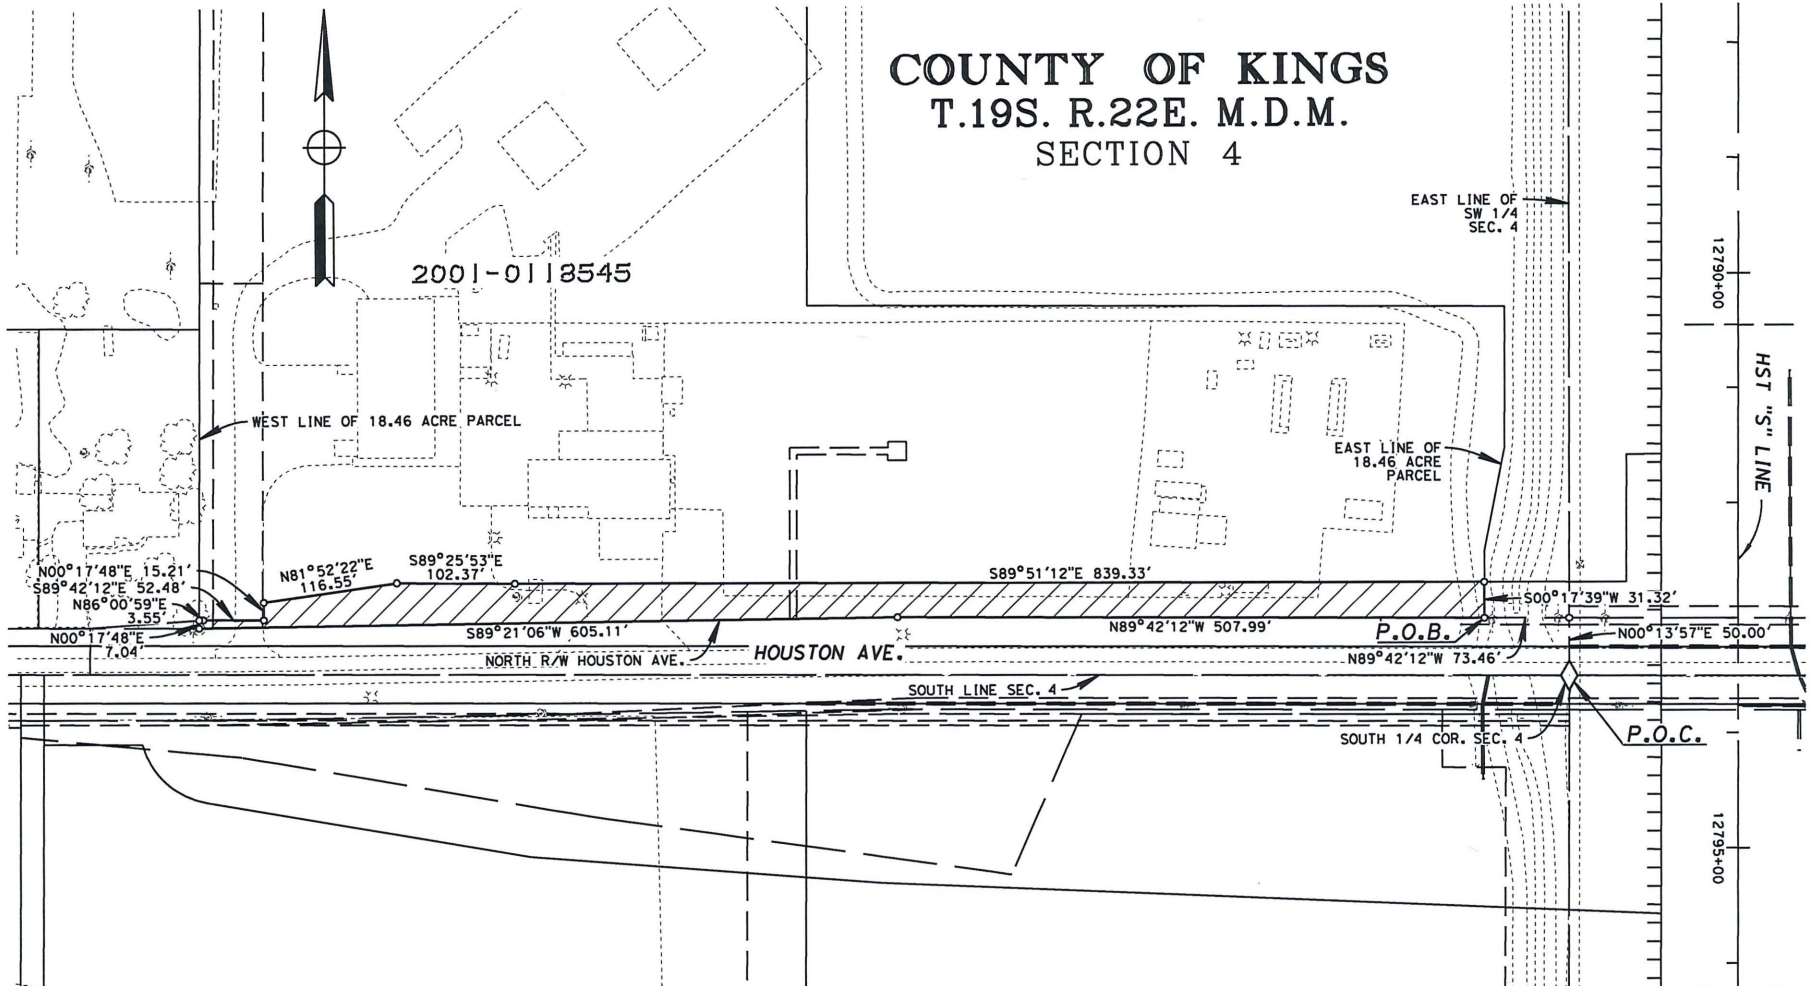 COUNTY OF KINGS
T.19S. R.22E. M.D.M.
SECTION 4
EAST LINE OF
SW 1/4
SEC. 4
12790+00
2001-0118545
HST "S" LINE
WEST LINE OF 18.46 ACRE PARCEL
EAST LINE OF
18.46 ACRE
PARCEL
N00°17'48"E 15.21'
S89°42'12"E 52.48'
N86°00'59"E
3.55'
N00°17'48"E
7.04'
N81°52'22"E
116.55'
S89°25'53"E
102.37'
S89°51'12"E 839.33'
S00°17'39"W 31.32'
S89°21'06"W 605.11'
N89°42'12"W 507.99'
P.O.B.
N00°13'57"E 50.00'
NORTH R/W HOUSTON AVE.
HOUSTON AVE.
N89°42'12"W 73.46'
SOUTH LINE SEC. 4
SOUTH 1/4 COR. SEC. 4
P.O.C.
12795+00